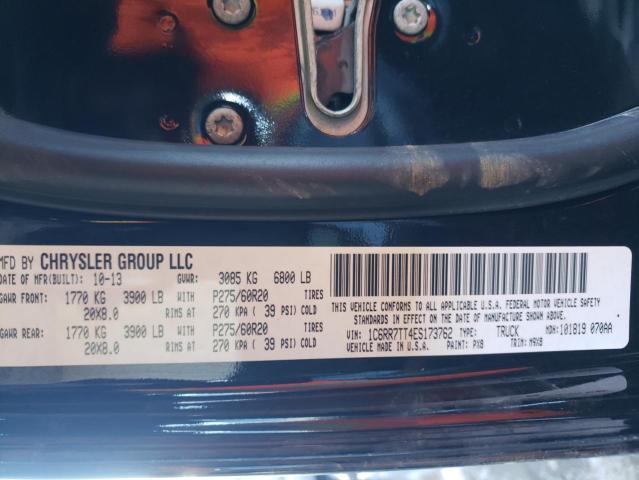 MFD BY CHRYSLER GROUP LLC
DATE OF MFR(BUILT): 10-13 GVWR: 3085 KG 6800 LB
GAWR FRONT: 1770 KG 3900 LB WITH P275/60R20 TIRES
20X8.0 RIMS AT 270 KPA ( 39 PSI) COLD
GAWR REAR: 1770 KG 3900 LB WITH P275/60R20 TIRES
20X8.0 RIMS AT 270 KPA ( 39 PSI) COLD
THIS VEHICLE CONFORMS TO ALL APPLICABLE U.S.A. FEDERAL MOTOR VEHICLE SAFETY
STANDARDS IN EFFECT ON THE DATE OF MANUFACTURE SHOWN ABOVE.
VIN: 1C6RR7TT4ES173762 TYPE: TRUCK MDH: 101819 070AA
VEHICLE MADE IN U.S.A. PAINT: PX8 TRIM: M9X8